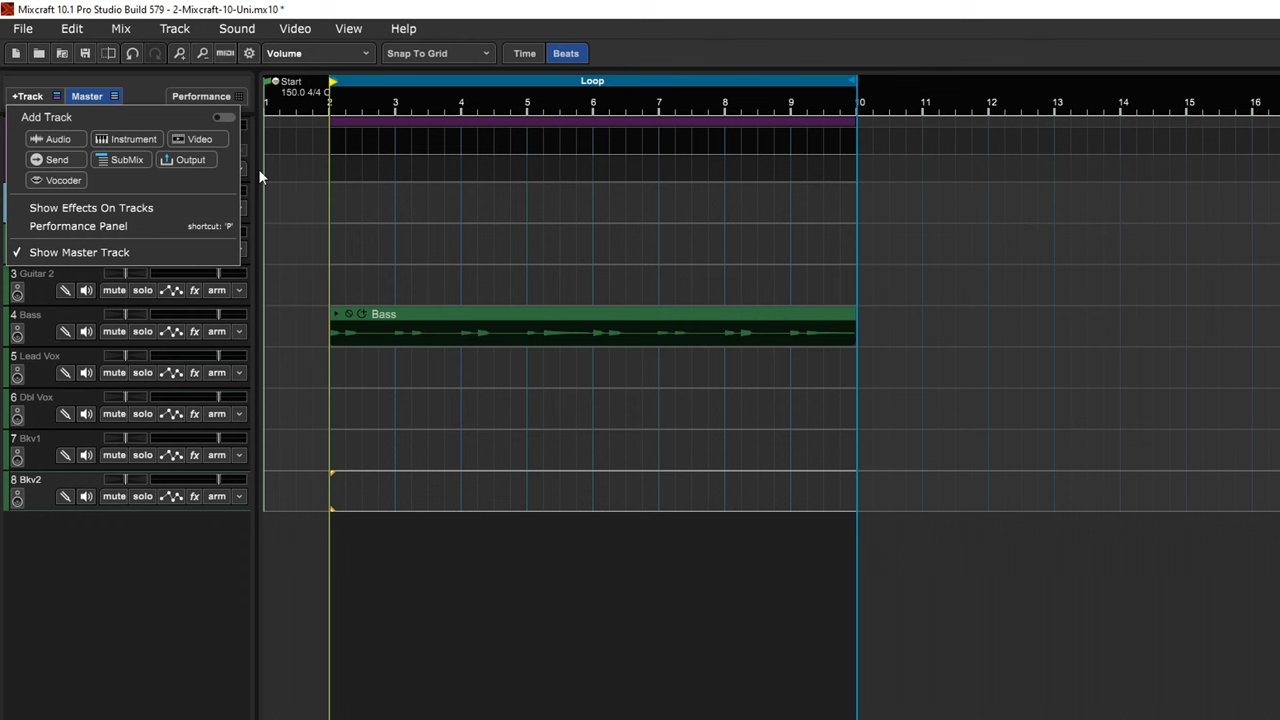 Mixcraft 10.1 Pro Studio Build 579 - 2-Mixcraft-10-Uni.mx10 *
File Edit Mix Track Sound Video View Help
MIDI Volume Snap To Grid Time Beats
+Track Master Performance
Start Loop
150.0 4/4 C
1 2 3 4 5 6 7 8 9 10 11 12 13 14 15 16
Add Track
Audio Instrument Video
Send SubMix Output
Vocoder
Show Effects On Tracks
Performance Panel shortcut: 'P'
✓ Show Master Track
3 Guitar 2
mute solo fx arm
4 Bass
mute solo fx arm
Bass
5 Lead Vox
mute solo fx arm
6 Dbl Vox
mute solo fx arm
7 Bkv1
mute solo fx arm
8 Bkv2
mute solo fx arm